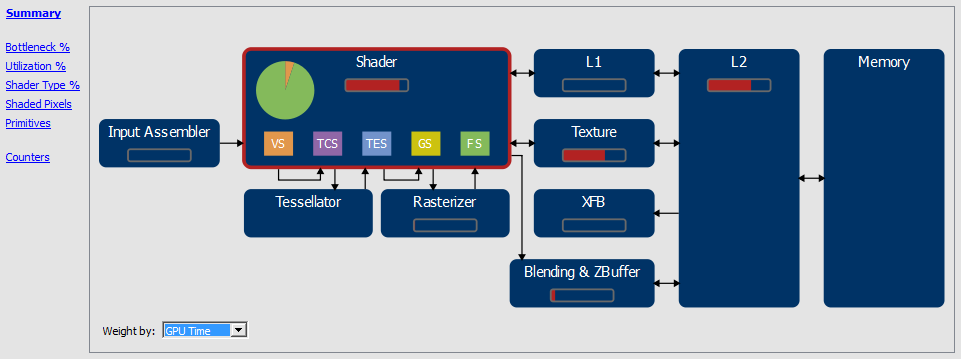 Summary
Bottleneck %
Utilization %
Shader Type %
Shaded Pixels
Primitives
Counters
Shader
L1
L2
Memory
Input Assembler
VS
TCS
TES
GS
FS
Texture
Tessellator
Rasterizer
XFB
Blending & ZBuffer
Weight by:
GPU Time